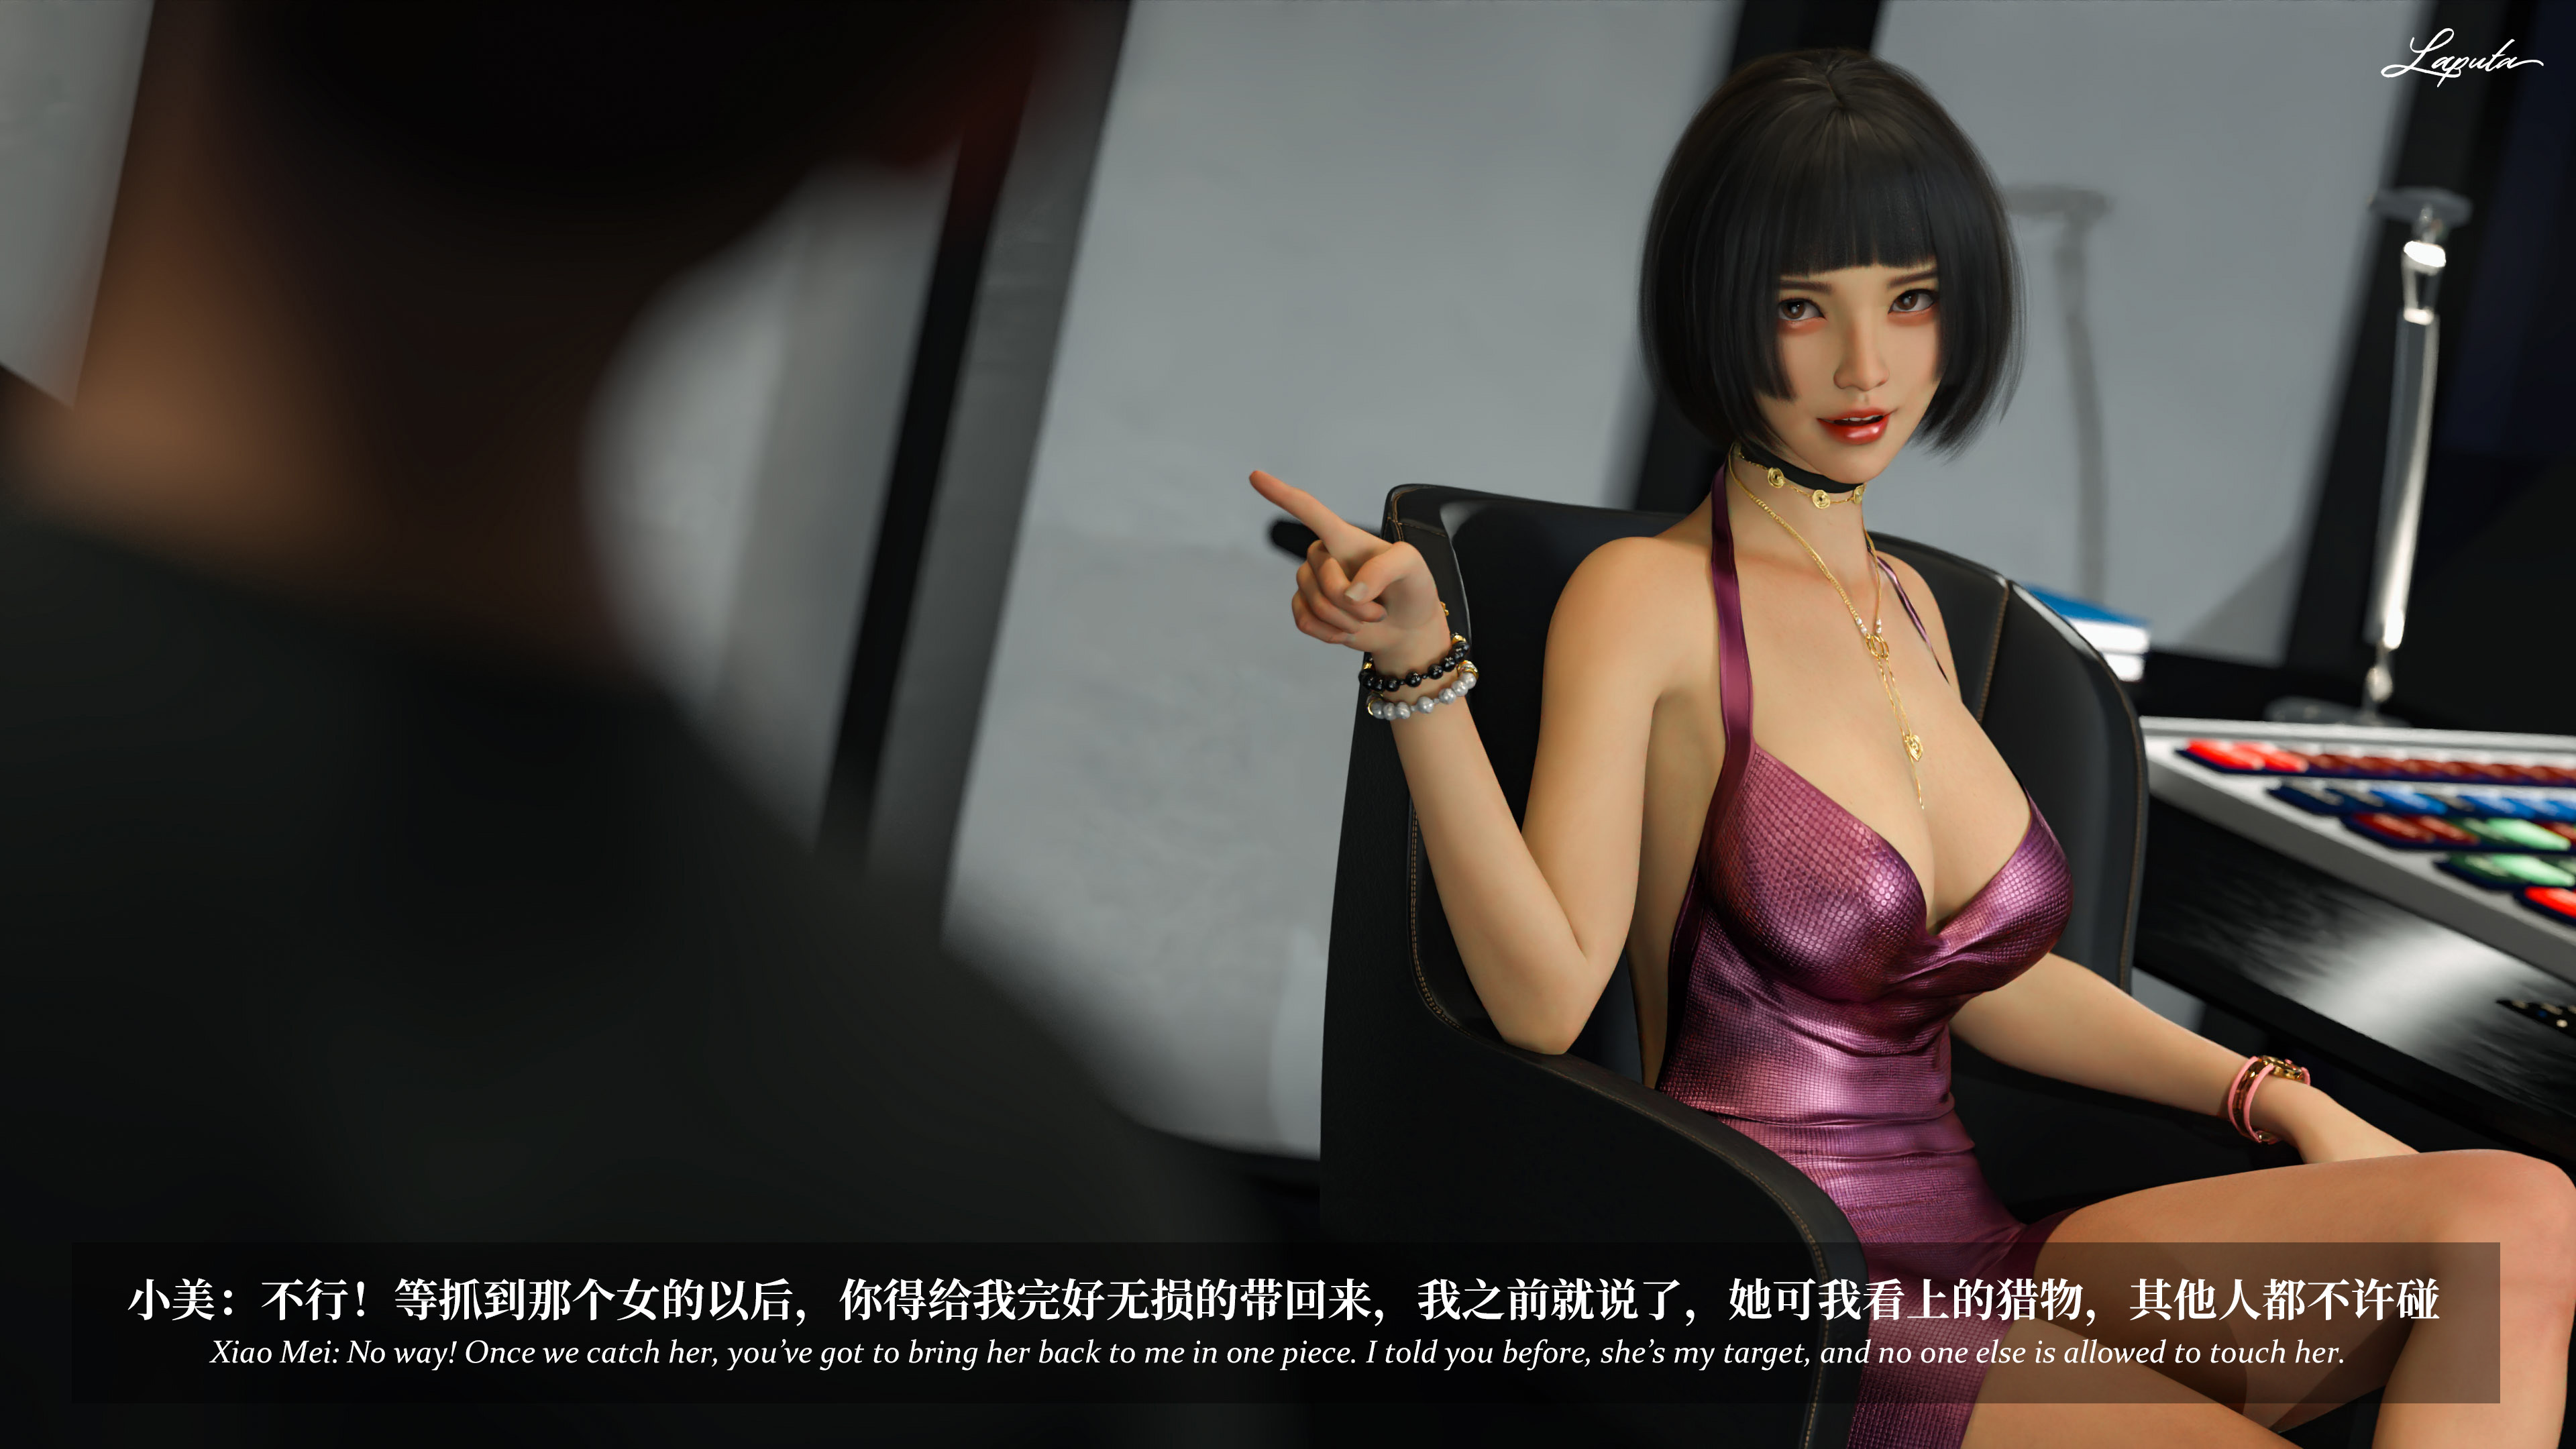 Laputa
小美：不行！等抓到那个女的以后，你得给我完好无损的带回来，我之前就说了，她可我看上的猎物，其他人都不许碰
Xiao Mei: No way! Once we catch her, you’ve got to bring her back to me in one piece. I told you before, she’s my target, and no one else is allowed to touch her.